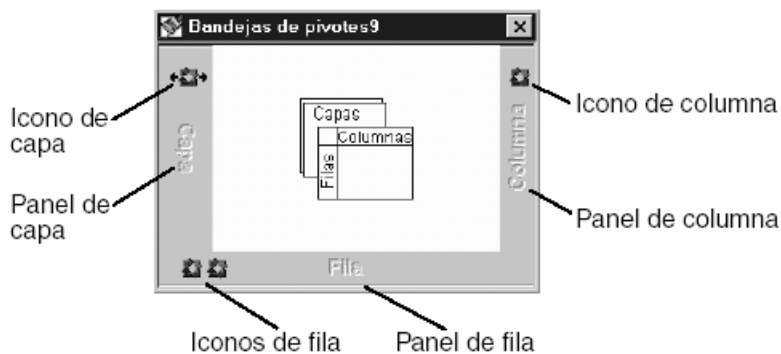 Bandejas de pivotes9
Icono de
capa
Capa
Panel de
capa
Capas
Columnas
Filas
Icono de columna
Columna
Panel de columna
Fila
Iconos de fila
Panel de fila